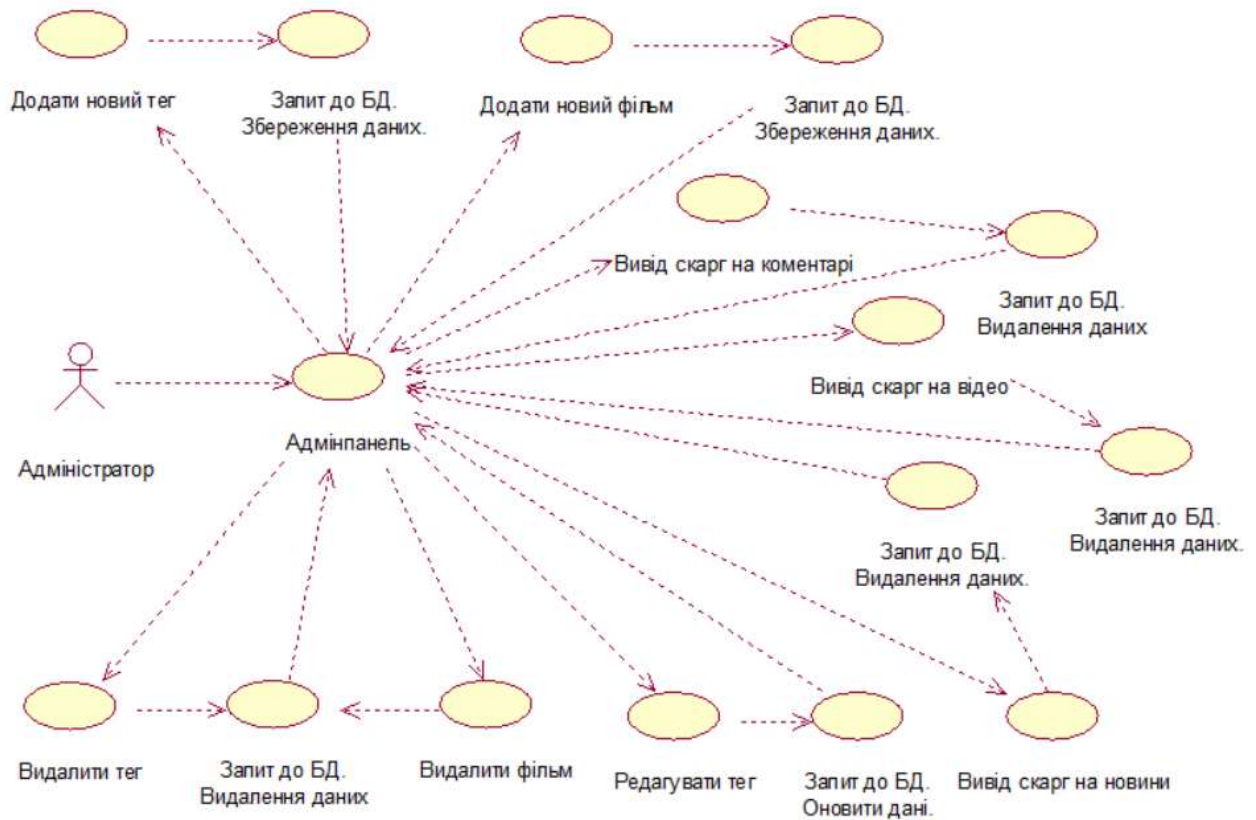 Додати новий тег
Запит до БД.
Збереження даних.
Додати новий фільм
Запит до БД.
Збереження даних.
Вивід скарг на коментарі
Запит до БД.
Видалення даних
Вивід скарг на відео
Адміністратор
Адмінпанель
Запит до БД.
Видалення даних.
Запит до БД.
Видалення даних.
Видалити тег
Запит до БД.
Видалення даних
Видалити фільм
Редагувати тег
Запит до БД.
Оновити дані.
Вивід скарг на новини